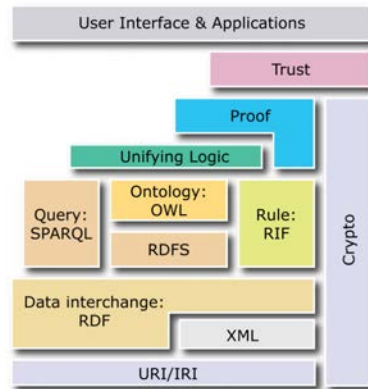 User Interface & Applications
Trust
Proof
Unifying Logic
Ontology:
OWL
Query:
SPARQL
Rule:
RIF
RDFS
Crypto
Data interchange:
RDF
XML
URI/IRI